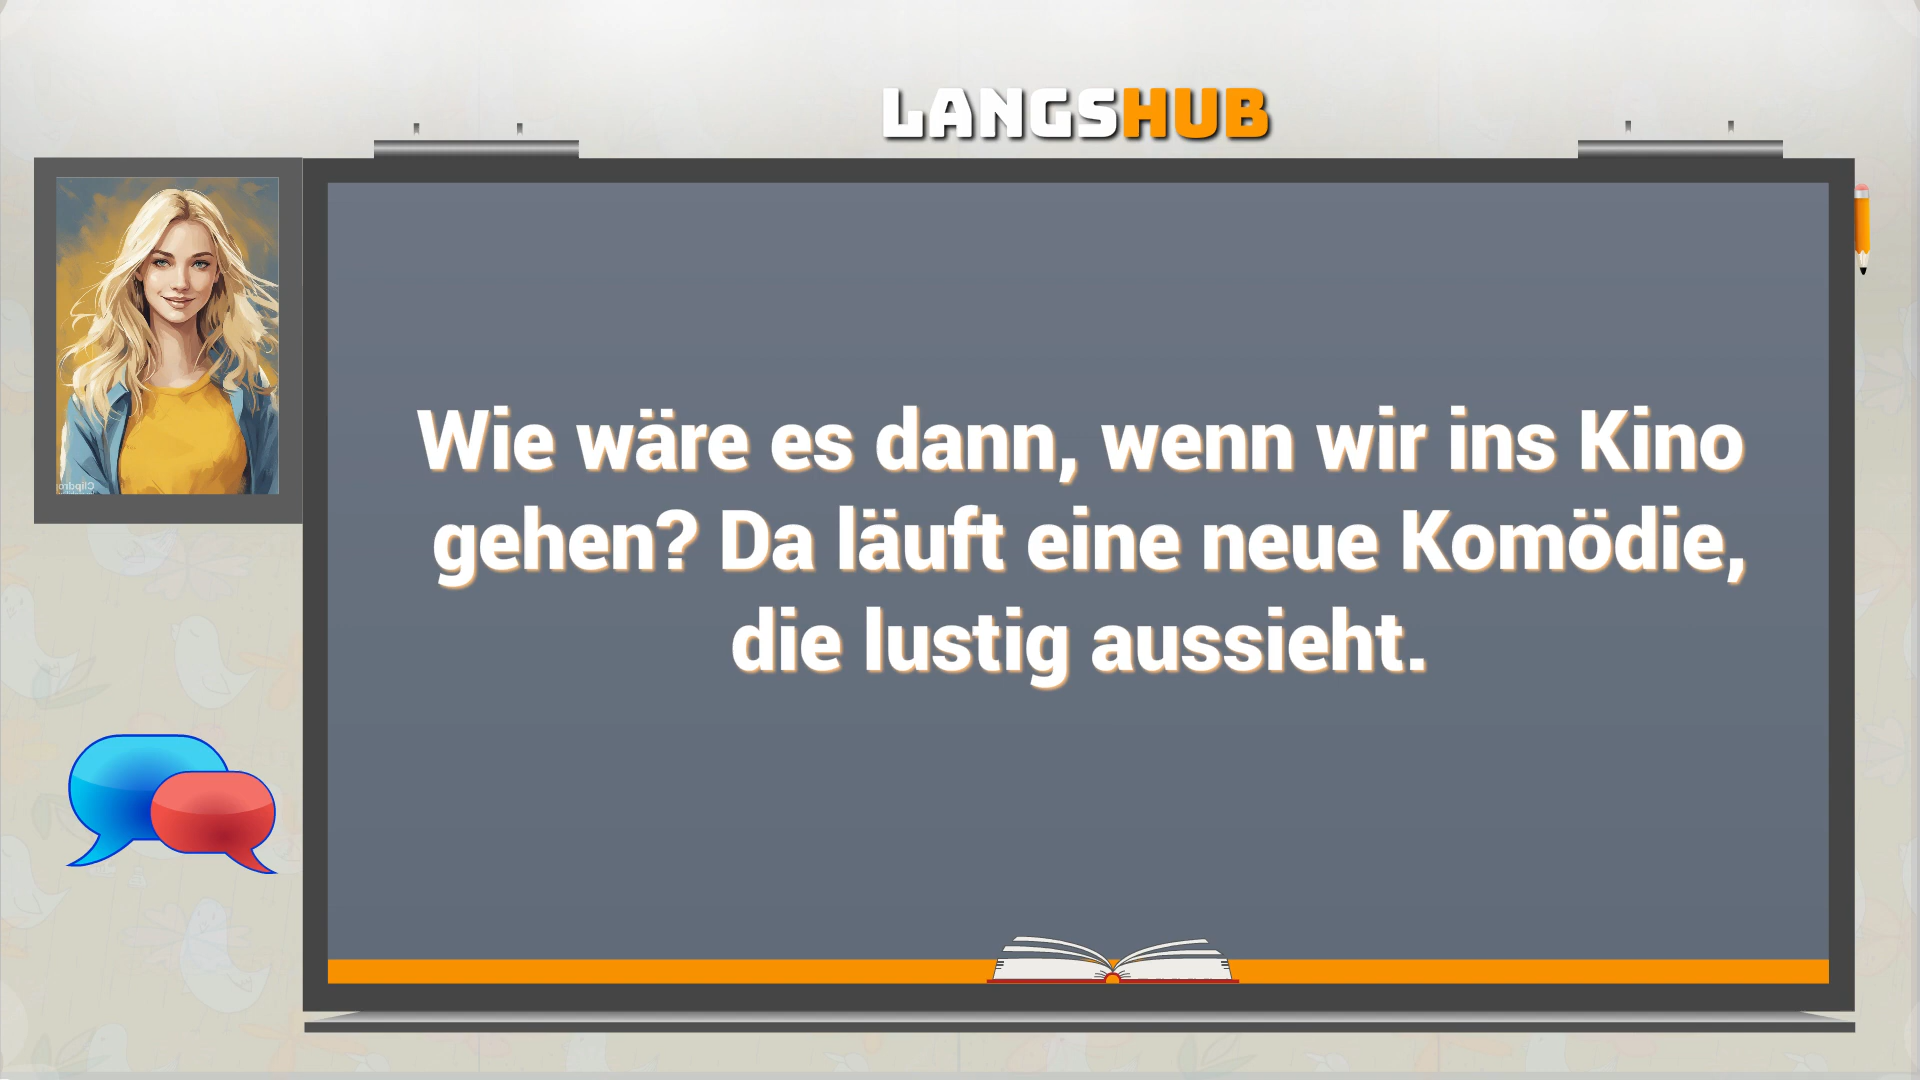 LANGSHUB
Wie wäre es dann, wenn wir ins Kino
gehen? Da läuft eine neue Komödie,
die lustig aussieht.